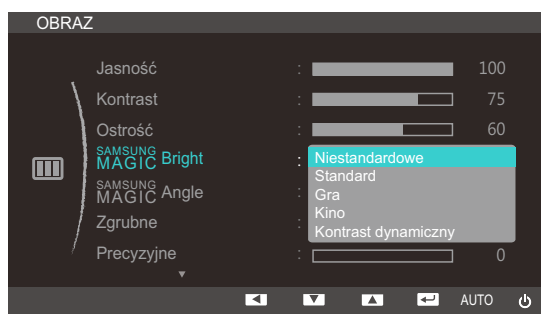 OBRAZ
Jasność : 100
Kontrast : 75
Ostrość : 60
SAMSUNG MAGIC Bright : Niestandardowe
Standard
SAMSUNG MAGIC Angle : Gra
Kino
Zgrubne : Kontrast dynamiczny
Precyzyjne : 0
AUTO